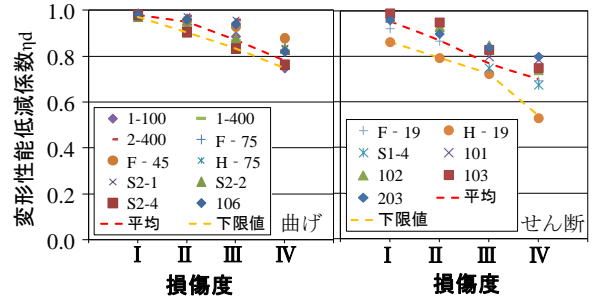 変形性能低減係数ηd
1.0
0.8
0.6
0.4
0.2
0.0
1-100 1-400
2-400 F‐75
F‐45 H‐75
S2-1 S2-2
S2-4 106
平均 下限値
曲げ
Ⅰ Ⅱ Ⅲ Ⅳ
損傷度
F‐19 H‐19
S1-4 101
102 103
203 平均
下限値
せん断
Ⅰ Ⅱ Ⅲ Ⅳ
損傷度